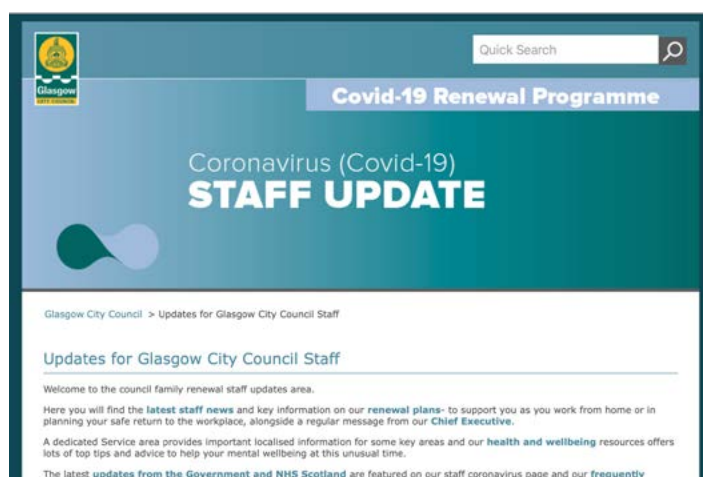 Quick Search
Glasgow
CITY COUNCIL
Covid-19 Renewal Programme
Coronavirus (Covid-19)
STAFF UPDATE
Glasgow City Council > Updates for Glasgow City Council Staff
Updates for Glasgow City Council Staff
Welcome to the council family renewal staff updates area.
Here you will find the latest staff news and key information on our renewal plans- to support you as you work from home or in
planning your safe return to the workplace, alongside a regular message from our Chief Executive.
A dedicated Service area provides important localised information for some key areas and our health and wellbeing resources offers
lots of top tips and advice to help your mental wellbeing at this unusual time.
The latest updates from the Government and NHS Scotland are featured on our staff coronavirus page and our frequently